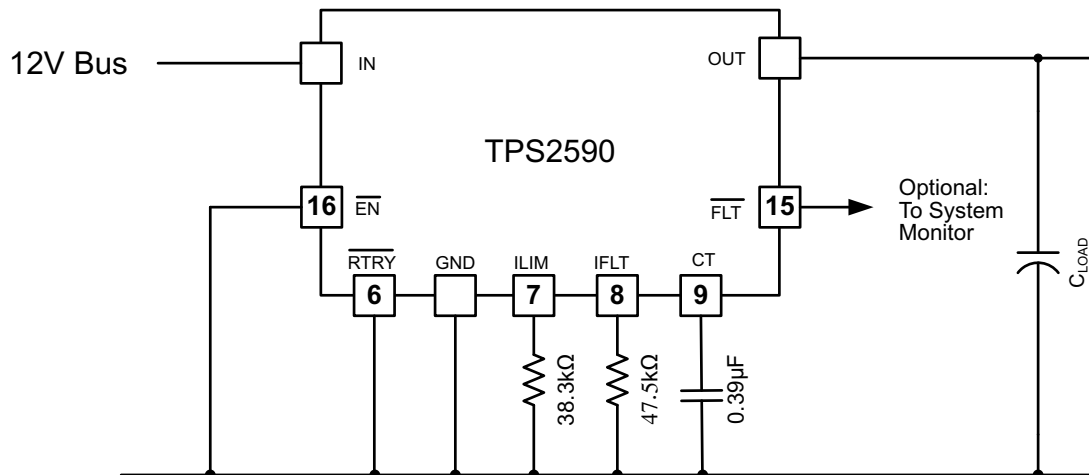 12V Bus
IN
OUT
TPS2590
16
EN
FLT
15
Optional:
To System
Monitor
RTRY
GND
ILIM
IFLT
CT
6
7
8
9
38.3kΩ
47.5kΩ
0.39µF
CLOAD